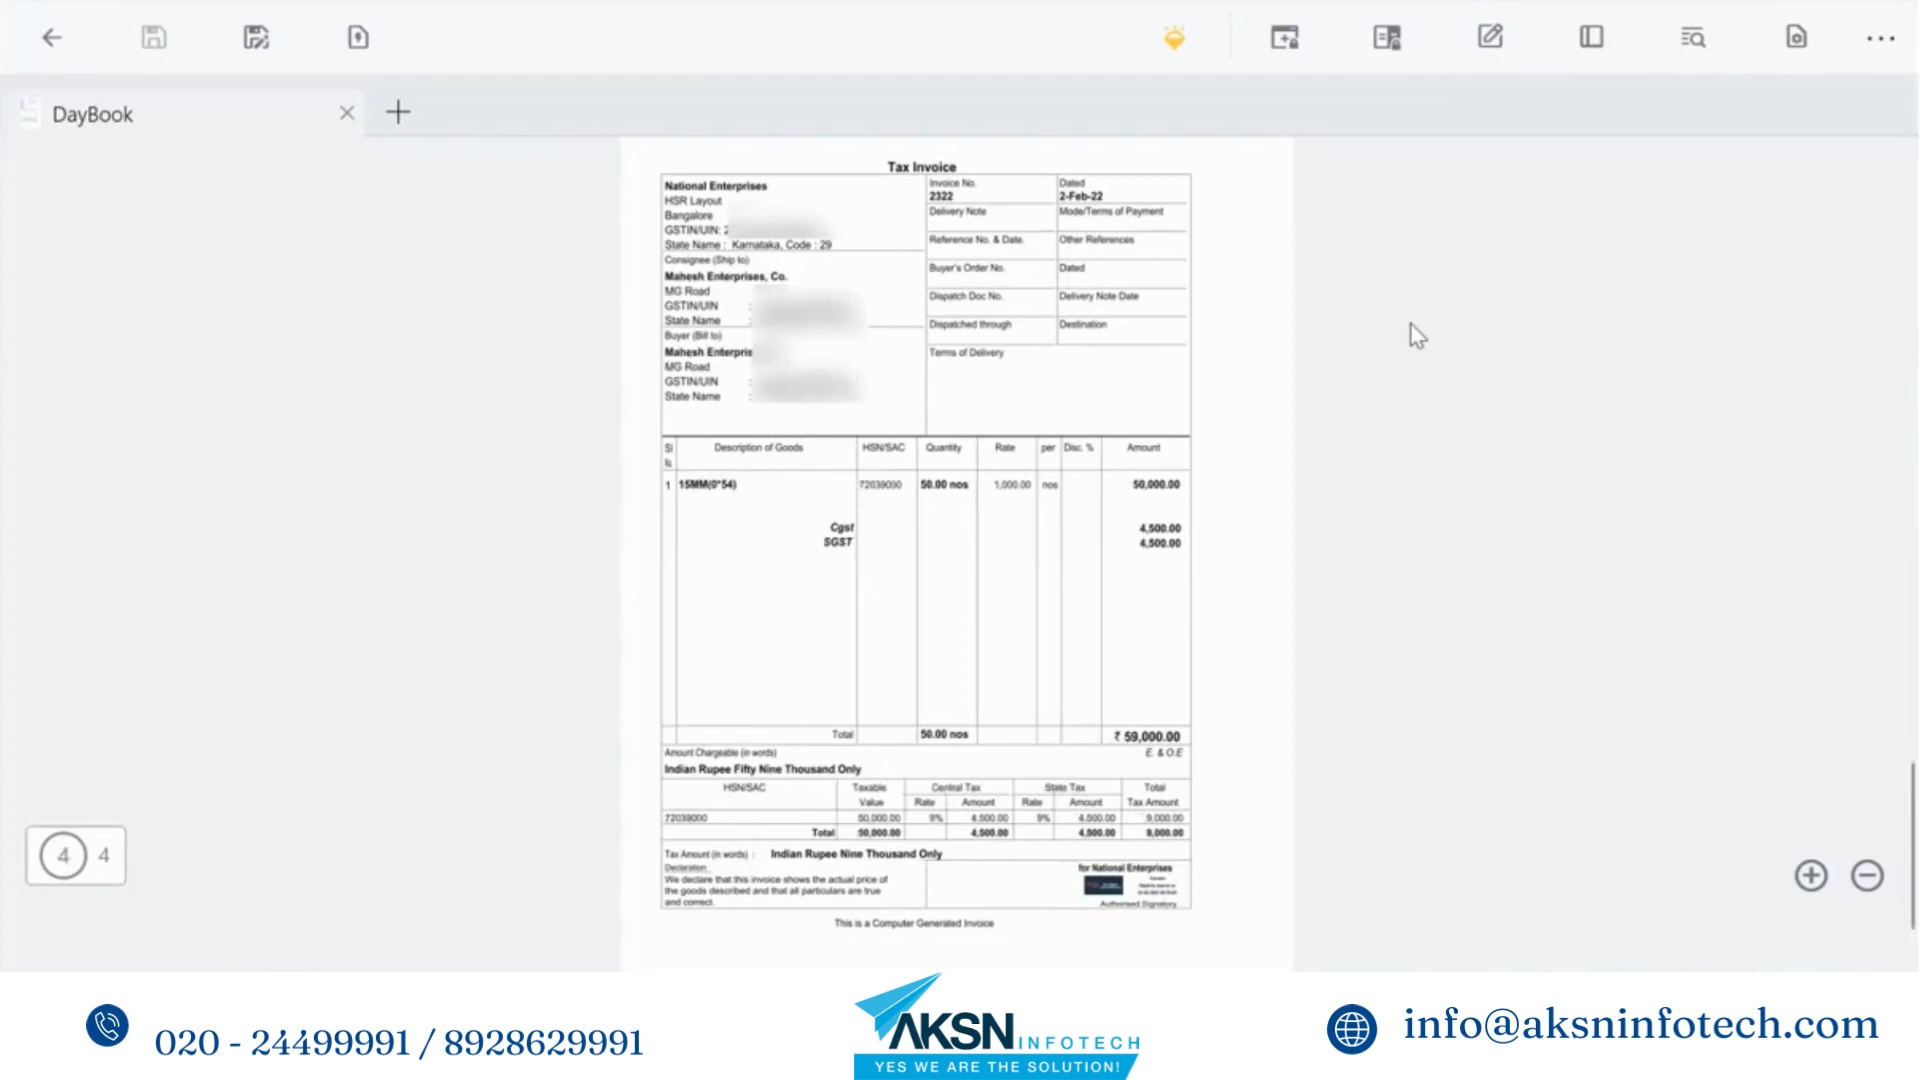 DayBook
Tax Invoice
National Enterprises
HSR Layout
Bangalore
GSTIN/UIN: 2
State Name : Karnataka, Code : 29
Consignee (Ship to)
Mahesh Enterprises, Co.
MG Road
GSTIN/UIN :
State Name :
Buyer (Bill to)
Mahesh Enterpris
MG Road
GSTIN/UIN :
State Name :
Invoice No. Dated
2322 2-Feb-22
Delivery Note Mode/Terms of Payment
Reference No. & Date. Other References
Buyer's Order No. Dated
Dispatch Doc No. Delivery Note Date
Dispatched through Destination
Terms of Delivery
Sl Description of Goods HSN/SAC Quantity Rate per Disc. % Amount
1 15MM(0*54) 72039000 50.00 nos 1,000.00 nos 50,000.00
Cgst 4,500.00
SGST 4,500.00
Total 50.00 nos ₹ 59,000.00
Amount Chargeable (in words) E. & O.E
Indian Rupee Fifty Nine Thousand Only
HSN/SAC Taxable Central Tax State Tax Total
Value Rate Amount Rate Amount Tax Amount
72039000 50,000.00 9% 4,500.00 9% 4,500.00 9,000.00
Total 50,000.00 4,500.00 4,500.00 9,000.00
Tax Amount (in words) : Indian Rupee Nine Thousand Only
Declaration
We declare that this invoice shows the actual price of
the goods described and that all particulars are true
and correct.
for National Enterprises
Authorised Signatory
This is a Computer Generated Invoice
4 4
020 - 24499991 / 8928629991
AKSN INFOTECH
YES WE ARE THE SOLUTION!
info@aksninfotech.com